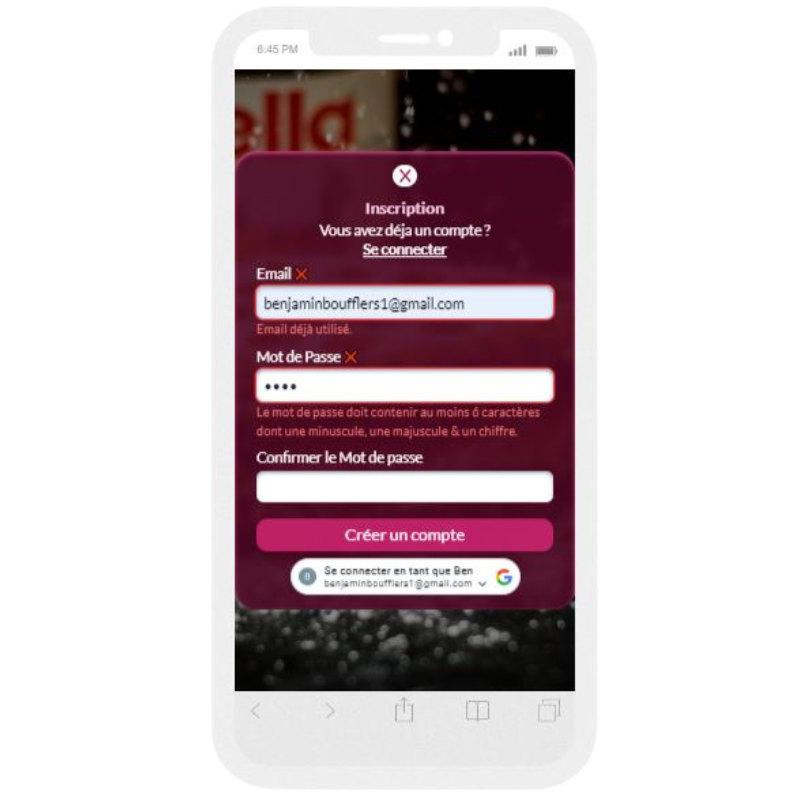 6:45 PM
ella
Inscription
Vous avez déja un compte ?
Se connecter
Email
benjaminboufflers1@gmail.com
Email déjà utilisé.
Mot de Passe
••••
Le mot de passe doit contenir au moins 6 caractères
dont une minuscule, une majuscule & un chiffre.
Confirmer le Mot de passe
Créer un compte
B
Se connecter en tant que Ben
benjaminboufflers1@gmail.com
G